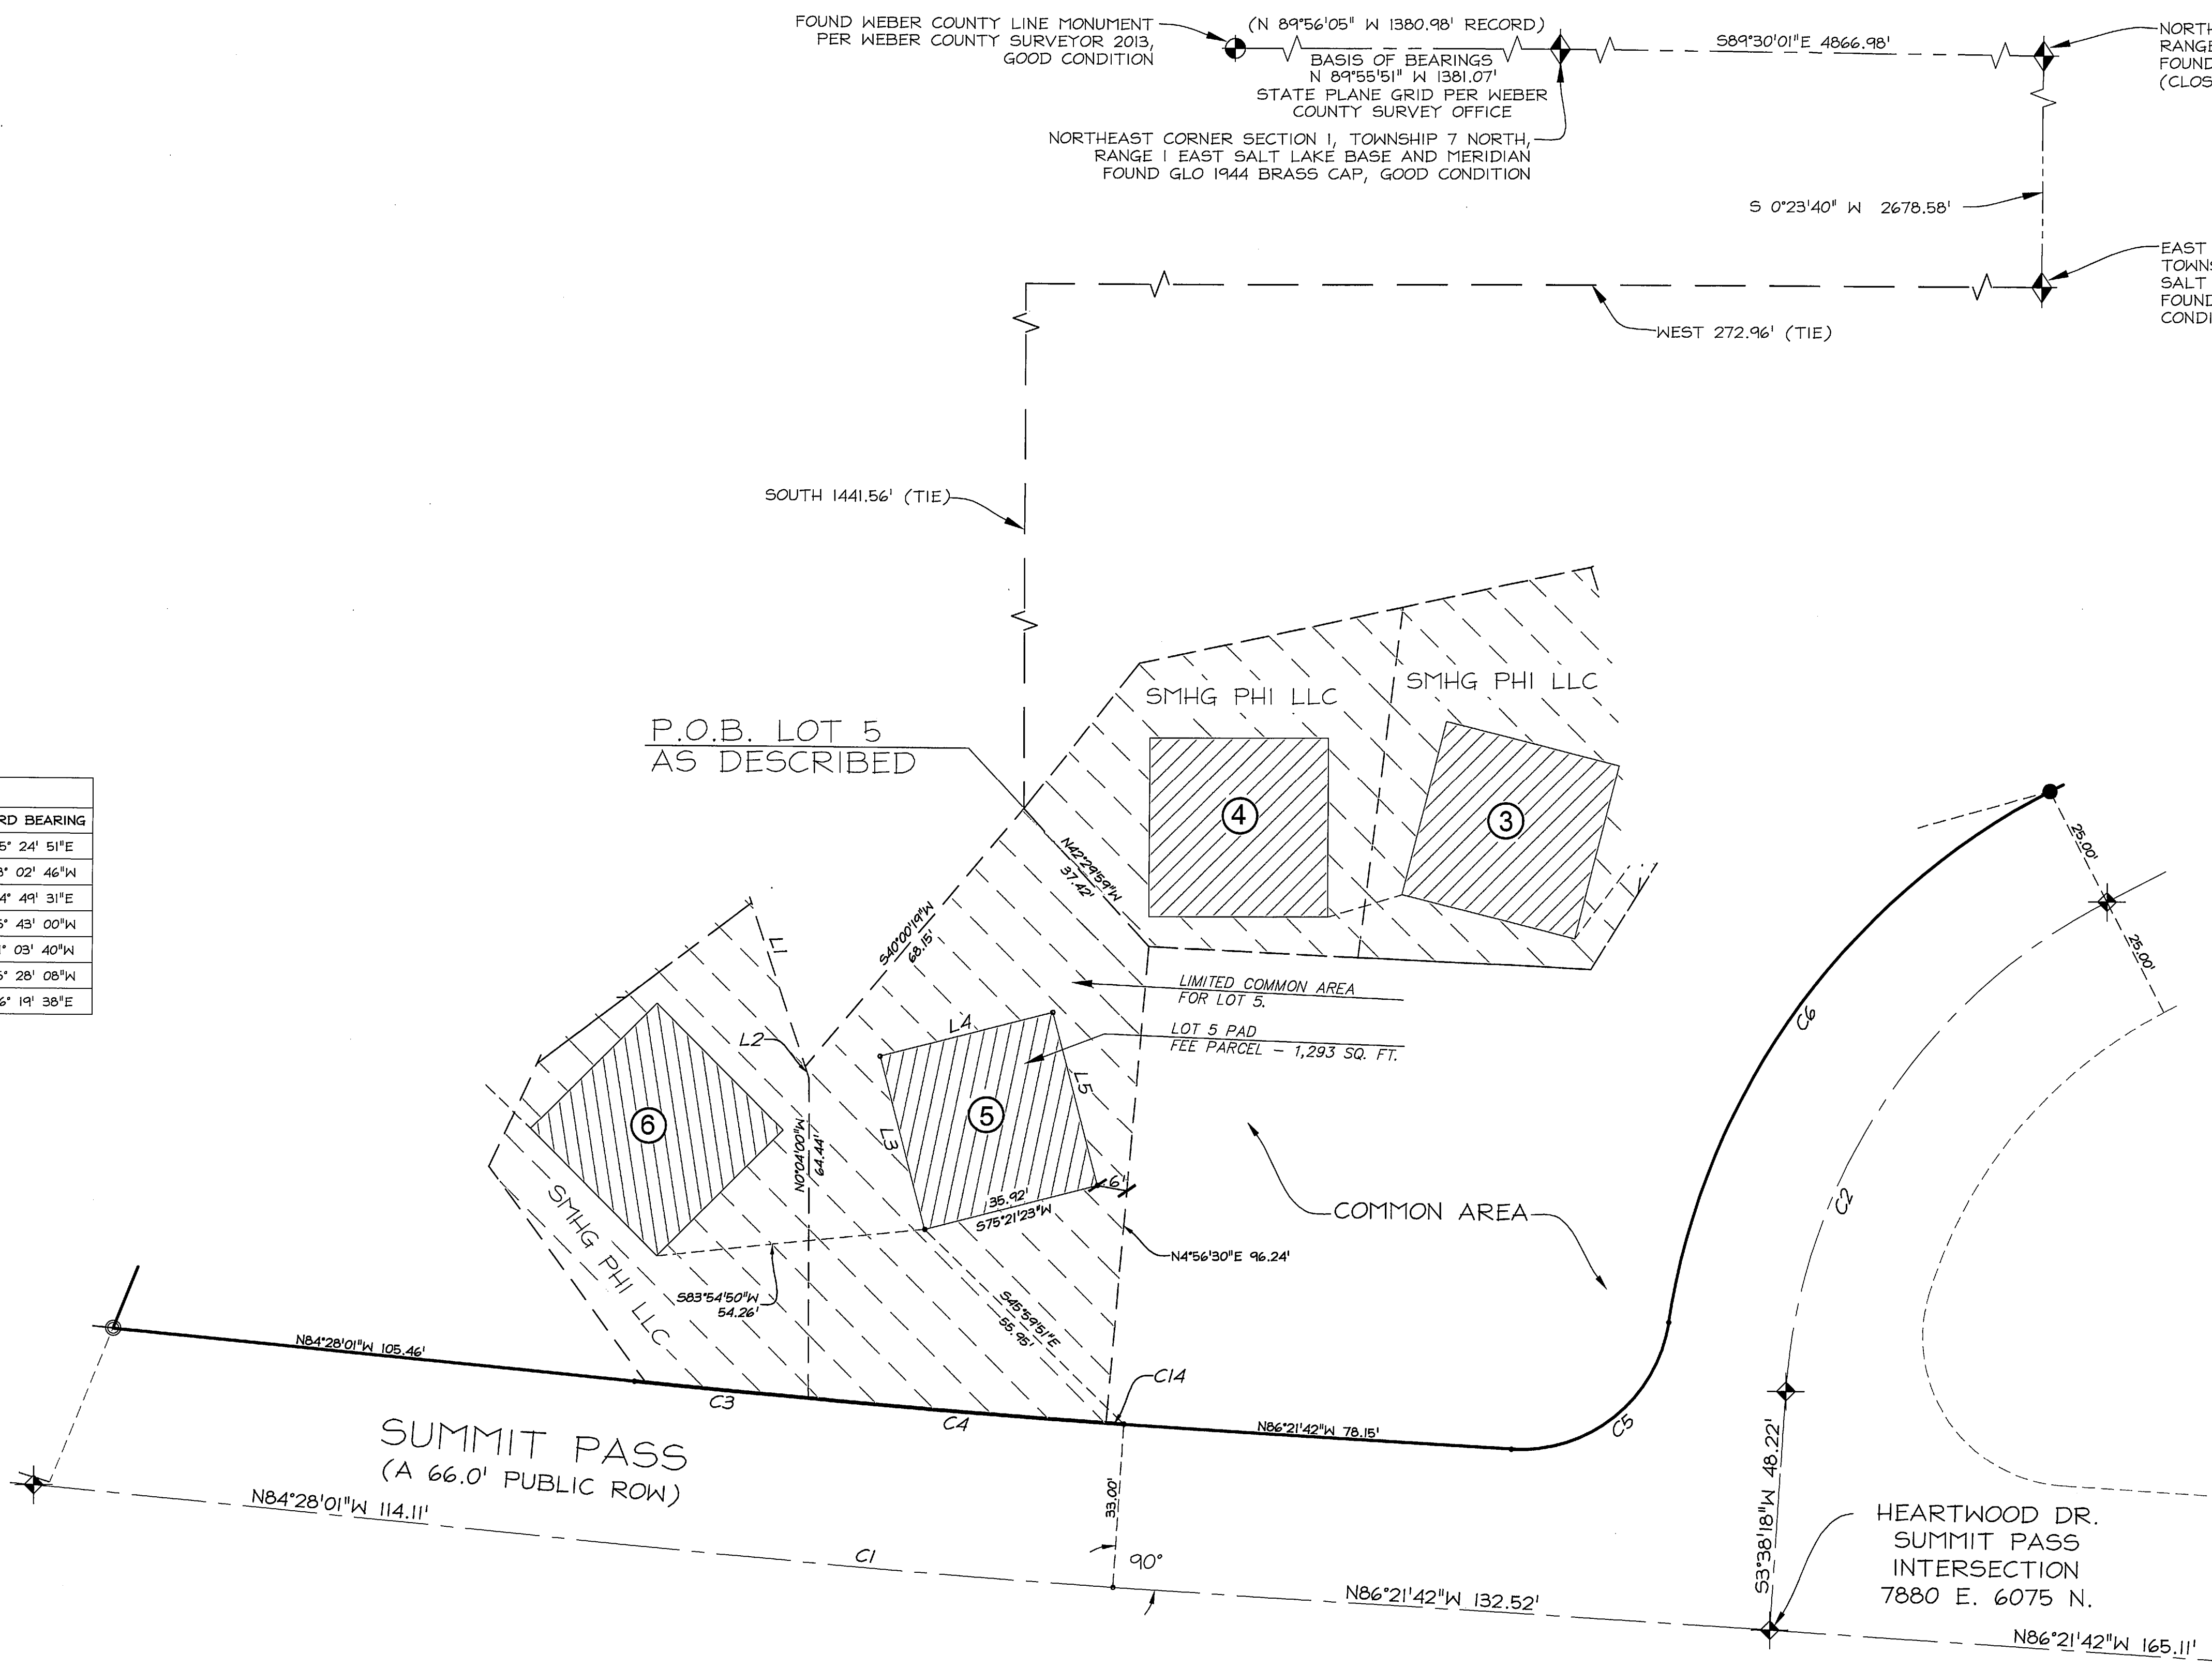 FOUND WEBER COUNTY LINE MONUMENT
PER WEBER COUNTY SURVEYOR 2013,
GOOD CONDITION
(N 89°56'05" W 1380.98' RECORD)
BASIS OF BEARINGS
N 89°55'51" W 1381.07'
STATE PLANE GRID PER WEBER
COUNTY SURVEY OFFICE
S89°30'01"E 4866.98'
NORTH
RANGE
FOUND
(CLOS
NORTHEAST CORNER SECTION 1, TOWNSHIP 7 NORTH,
RANGE 1 EAST SALT LAKE BASE AND MERIDIAN
FOUND GLO 1944 BRASS CAP, GOOD CONDITION
S 0°23'40" W 2678.58'
EAST
TOWNS
SALT
FOUND
CONDI
WEST 272.96' (TIE)
SOUTH 1441.56' (TIE)
P.O.B. LOT 5
AS DESCRIBED
SMHG PHI LLC
SMHG PHI LLC
4
3
RD BEARING
5° 24' 51"E
3° 02' 46"W
4° 49' 31"E
5° 43' 00"W
1° 03' 40"W
5° 28' 08"W
6° 19' 38"E
N42°29'59"W
37.42'
S40°00'19"W
68.15'
L1
L2
L3
L4
L5
LIMITED COMMON AREA
FOR LOT 5.
LOT 5 PAD
FEE PARCEL - 1,293 SQ. FT.
6
5
N0°04'00"W
64.44'
6'
35.92'
S75°21'23"W
N4°56'30"E 96.24'
COMMON AREA
SMHG PHI LLC
S83°54'50"W
54.26'
S45°59'51"E
55.95'
25.00'
25.00'
C6
C2
N84°28'01"W 105.46'
C3
C4
C14
N86°21'42"W 78.15'
C5
SUMMIT PASS
(A 66.0' PUBLIC ROW)
N84°28'01"W 114.11'
C1
33.00'
90°
N86°21'42"W 132.52'
S3°38'18"W 48.22'
HEARTWOOD DR.
SUMMIT PASS
INTERSECTION
7880 E. 6075 N.
N86°21'42"W 165.11'